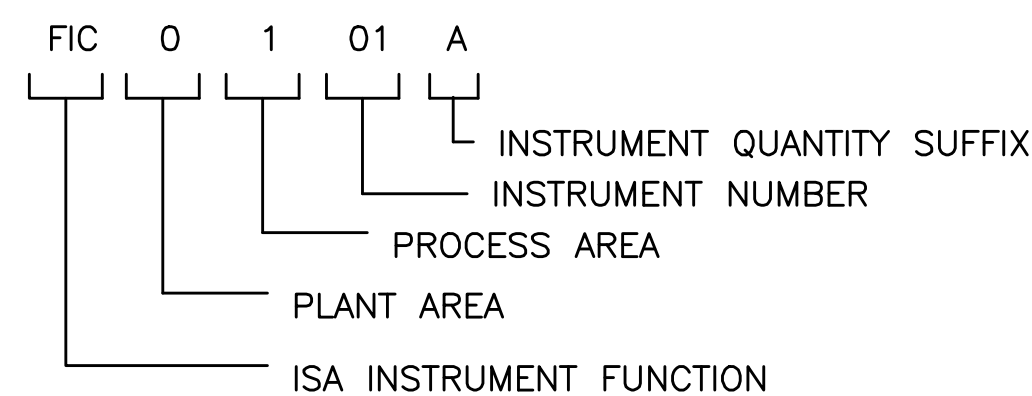 FIC 0 1 01 A
INSTRUMENT QUANTITY SUFFIX
INSTRUMENT NUMBER
PROCESS AREA
PLANT AREA
ISA INSTRUMENT FUNCTION